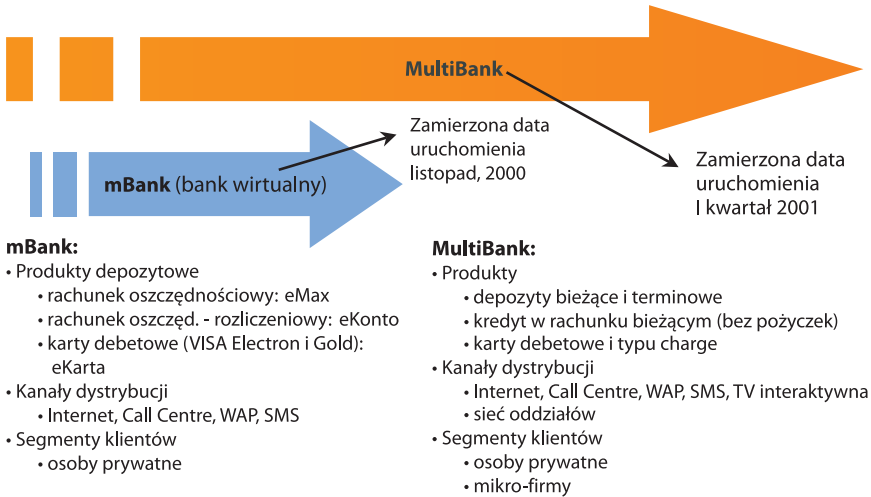 MultiBank
Zamierzona data
uruchomienia
listopad, 2000
mBank (bank wirtualny)
Zamierzona data
uruchomienia
I kwartał 2001
mBank:
• Produkty depozytowe
• rachunek oszczędnościowy: eMax
• rachunek oszczęd. - rozliczeniowy: eKonto
• karty debetowe (VISA Electron i Gold):
eKarta
• Kanały dystrybucji
• Internet, Call Centre, WAP, SMS
• Segmenty klientów
• osoby prywatne
MultiBank:
• Produkty
• depozyty bieżące i terminowe
• kredyt w rachunku bieżącym (bez pożyczek)
• karty debetowe i typu charge
• Kanały dystrybucji
• Internet, Call Centre, WAP, SMS, TV interaktywna
• sieć oddziałów
• Segmenty klientów
• osoby prywatne
• mikro-firmy